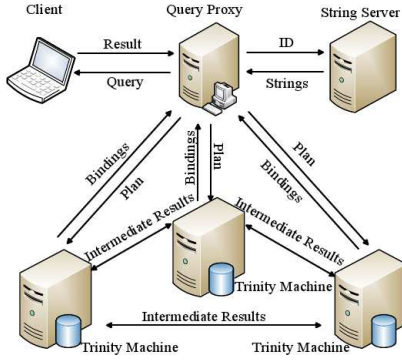 Client
Query Proxy
String Server
Result
Query
ID
Strings
Bindings
Plan
Bindings
Plan
Plan
Bindings
Intermediate Results
Intermediate Results
Trinity Machine
Intermediate Results
Trinity Machine
Trinity Machine